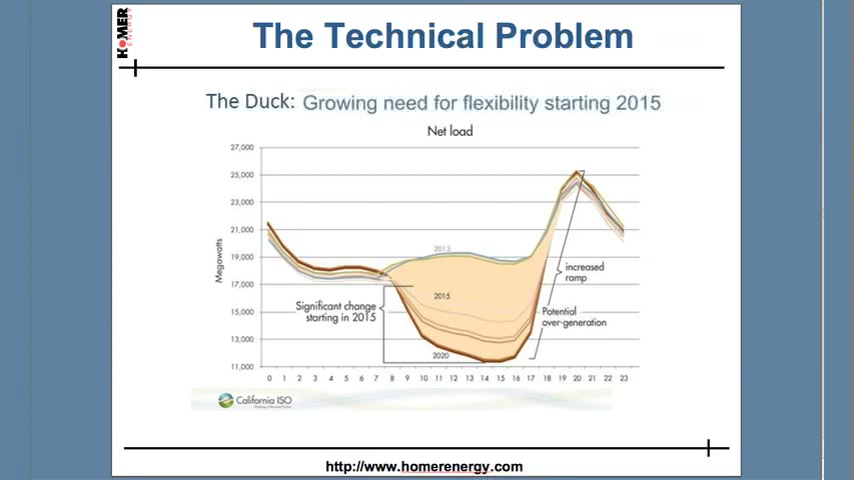 HOMER
ENERGY
The Technical Problem
The Duck: Growing need for flexibility starting 2015
Net load
27,000
25,000
23,000
21,000
19,000
17,000
15,000
13,000
11,000
Megawatts
2013
2015
2020
Significant change
starting in 2015
increased
ramp
Potential
over-generation
0 1 2 3 4 5 6 7 8 9 10 11 12 13 14 15 16 17 18 19 20 21 22 23
California ISO
http://www.homerenergy.com